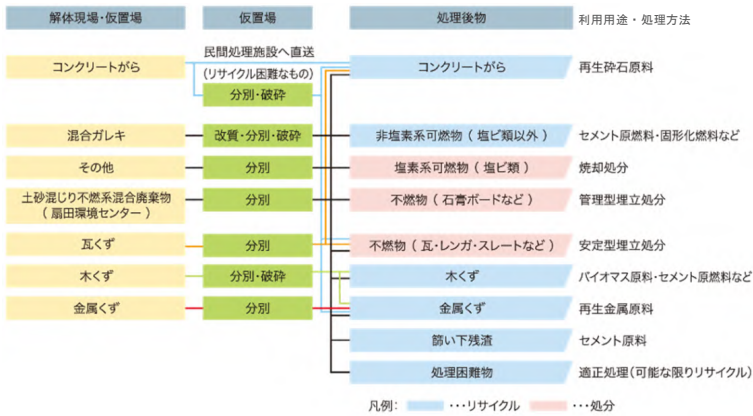 解体現場・仮置場
仮置場
処理後物
利用用途・処理方法
コンクリートがら
民間処理施設へ直送
(リサイクル困難なもの)
分別・破砕
コンクリートがら
再生砕石原料
混合ガレキ
改質・分別・破砕
非塩素系可燃物(塩ビ類以外)
セメント原燃料・固形化燃料など
その他
分別
塩素系可燃物(塩ビ類)
焼却処分
土砂混じり不燃系混合廃棄物
(扇田環境センター)
分別
不燃物(石膏ボードなど)
管理型埋立処分
瓦くず
分別
不燃物(瓦・レンガ・スレートなど)
安定型埋立処分
木くず
分別・破砕
木くず
バイオマス原料・セメント原燃料など
金属くず
分別
金属くず
再生金属原料
篩い下残渣
セメント原料
処理困難物
適正処理(可能な限りリサイクル)
凡例:
・・・リサイクル
・・・処分